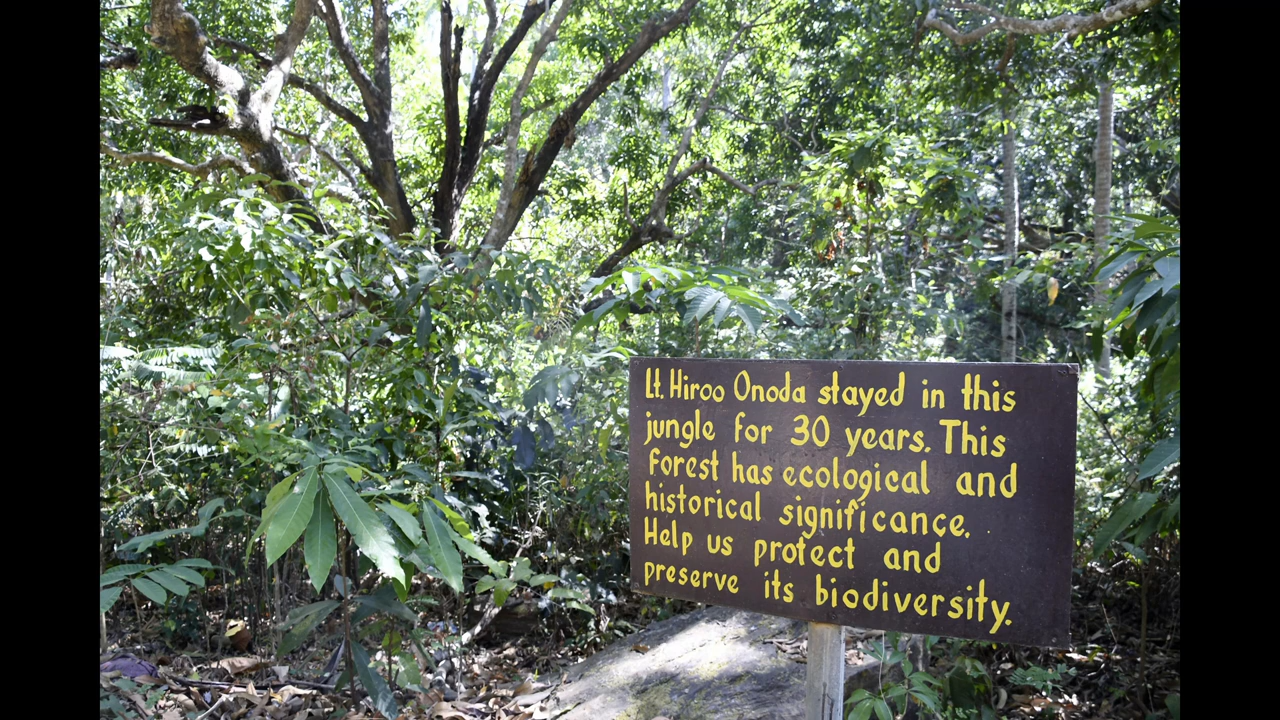 Lt. Hiroo Onoda stayed in this
jungle for 30 years. This
forest has ecological and
historical significance.
Help us protect and
preserve its biodiversity.